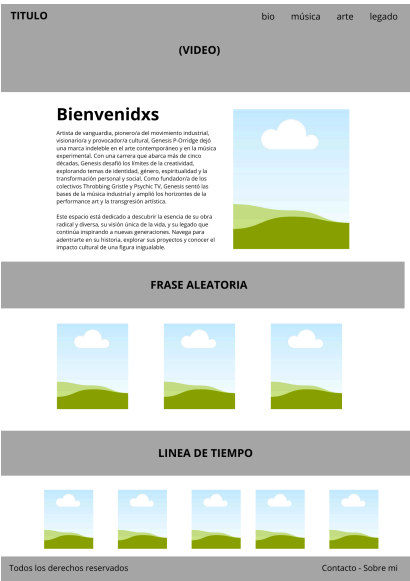 TITULO
bio música arte legado
(VIDEO)
Bienvenidxs
Artista de vanguardia, pionero/a del movimiento industrial,
visionario/a y provocador/a cultural, Genesis P-Orridge dejó
una marca indeleble en el arte contemporáneo y en la música
experimental. Con una carrera que abarca más de cinco
décadas, Genesis desafió los límites de la creatividad,
explorando temas de identidad, género, espiritualidad y la
transformación personal y social. Como fundador/a de los
colectivos Throbbing Gristle y Psychic TV, Genesis sentó las
bases de la música industrial y amplió los horizontes de la
performance art y la transgresión artística.
Este espacio está dedicado a descubrir la esencia de su obra
radical y diversa, su visión única de la vida, y su legado que
continúa inspirando a nuevas generaciones. Navega para
adentrarte en su historia, explorar sus proyectos y conocer el
impacto cultural de una figura inigualable.
FRASE ALEATORIA
LINEA DE TIEMPO
Todos los derechos reservados
Contacto - Sobre mi